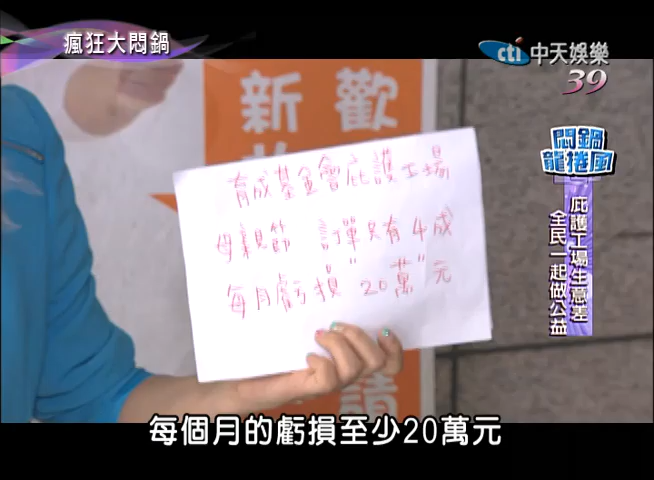 瘋狂大悶鍋
cti 中天娛樂
39
悶鍋
龍捲風
庇護工場生意差
全民一起做公益
歡
新
請
育成基金會庇護工場
母親節 訂單只有4成
每月虧損"20萬"元
每個月的虧損至少20萬元